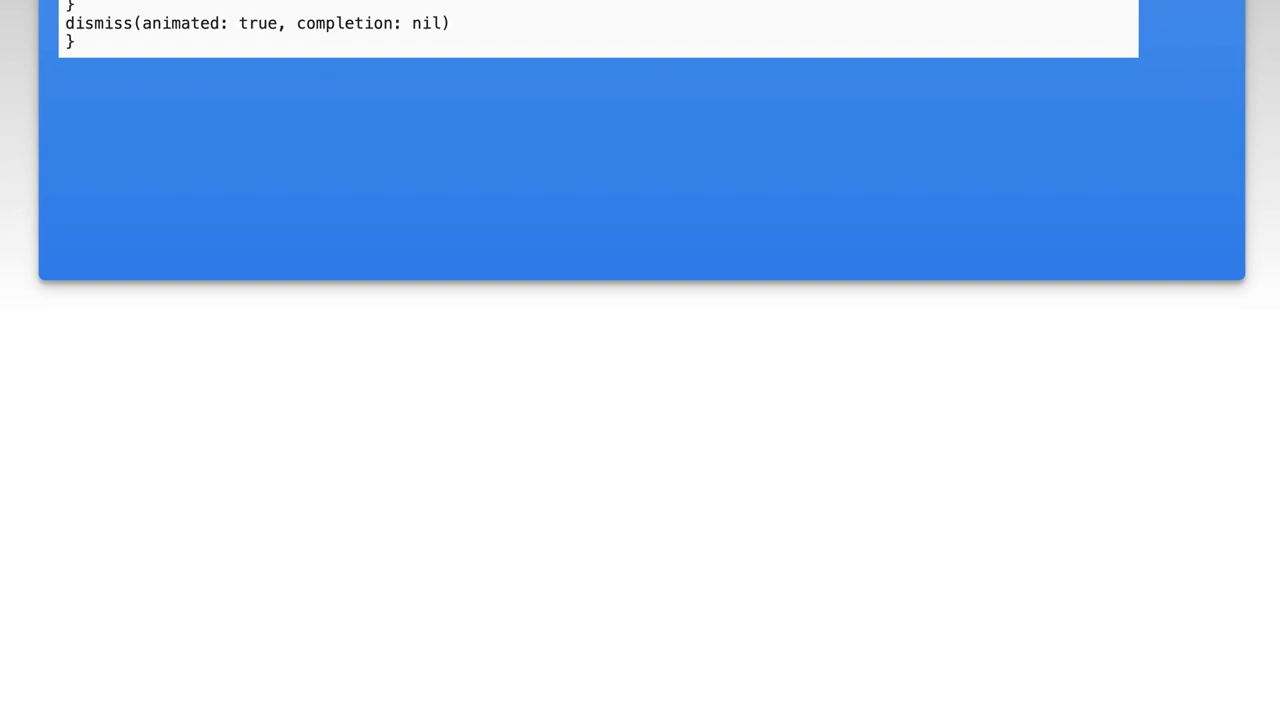 }
dismiss(animated: true, completion: nil)
}